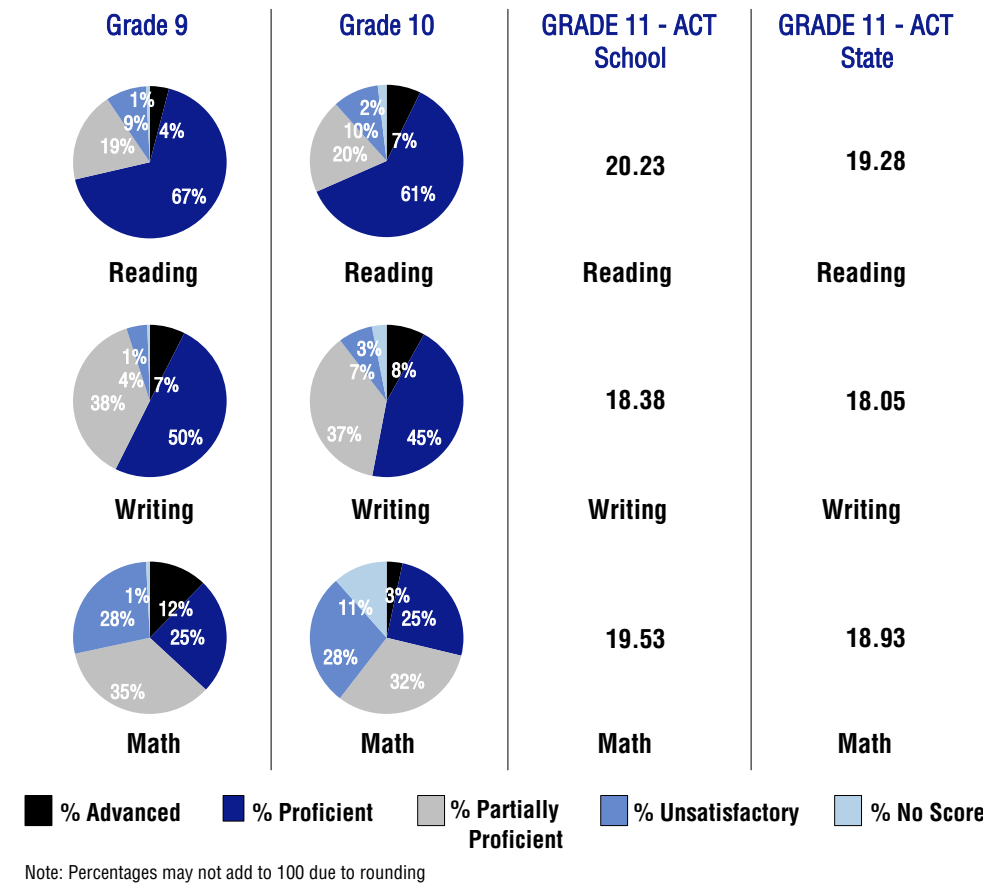 Grade 9
Grade 10
GRADE 11 - ACT
School
GRADE 11 - ACT
State
1%
9%
4%
19%
67%
2%
10%
7%
20%
61%
20.23
19.28
Reading
Reading
Reading
Reading
1%
4%
7%
38%
50%
3%
7%
8%
37%
45%
18.38
18.05
Writing
Writing
Writing
Writing
1%
12%
28%
25%
35%
3%
11%
25%
28%
32%
19.53
18.93
Math
Math
Math
Math
% Advanced
% Proficient
% Partially
Proficient
% Unsatisfactory
% No Score
Note: Percentages may not add to 100 due to rounding